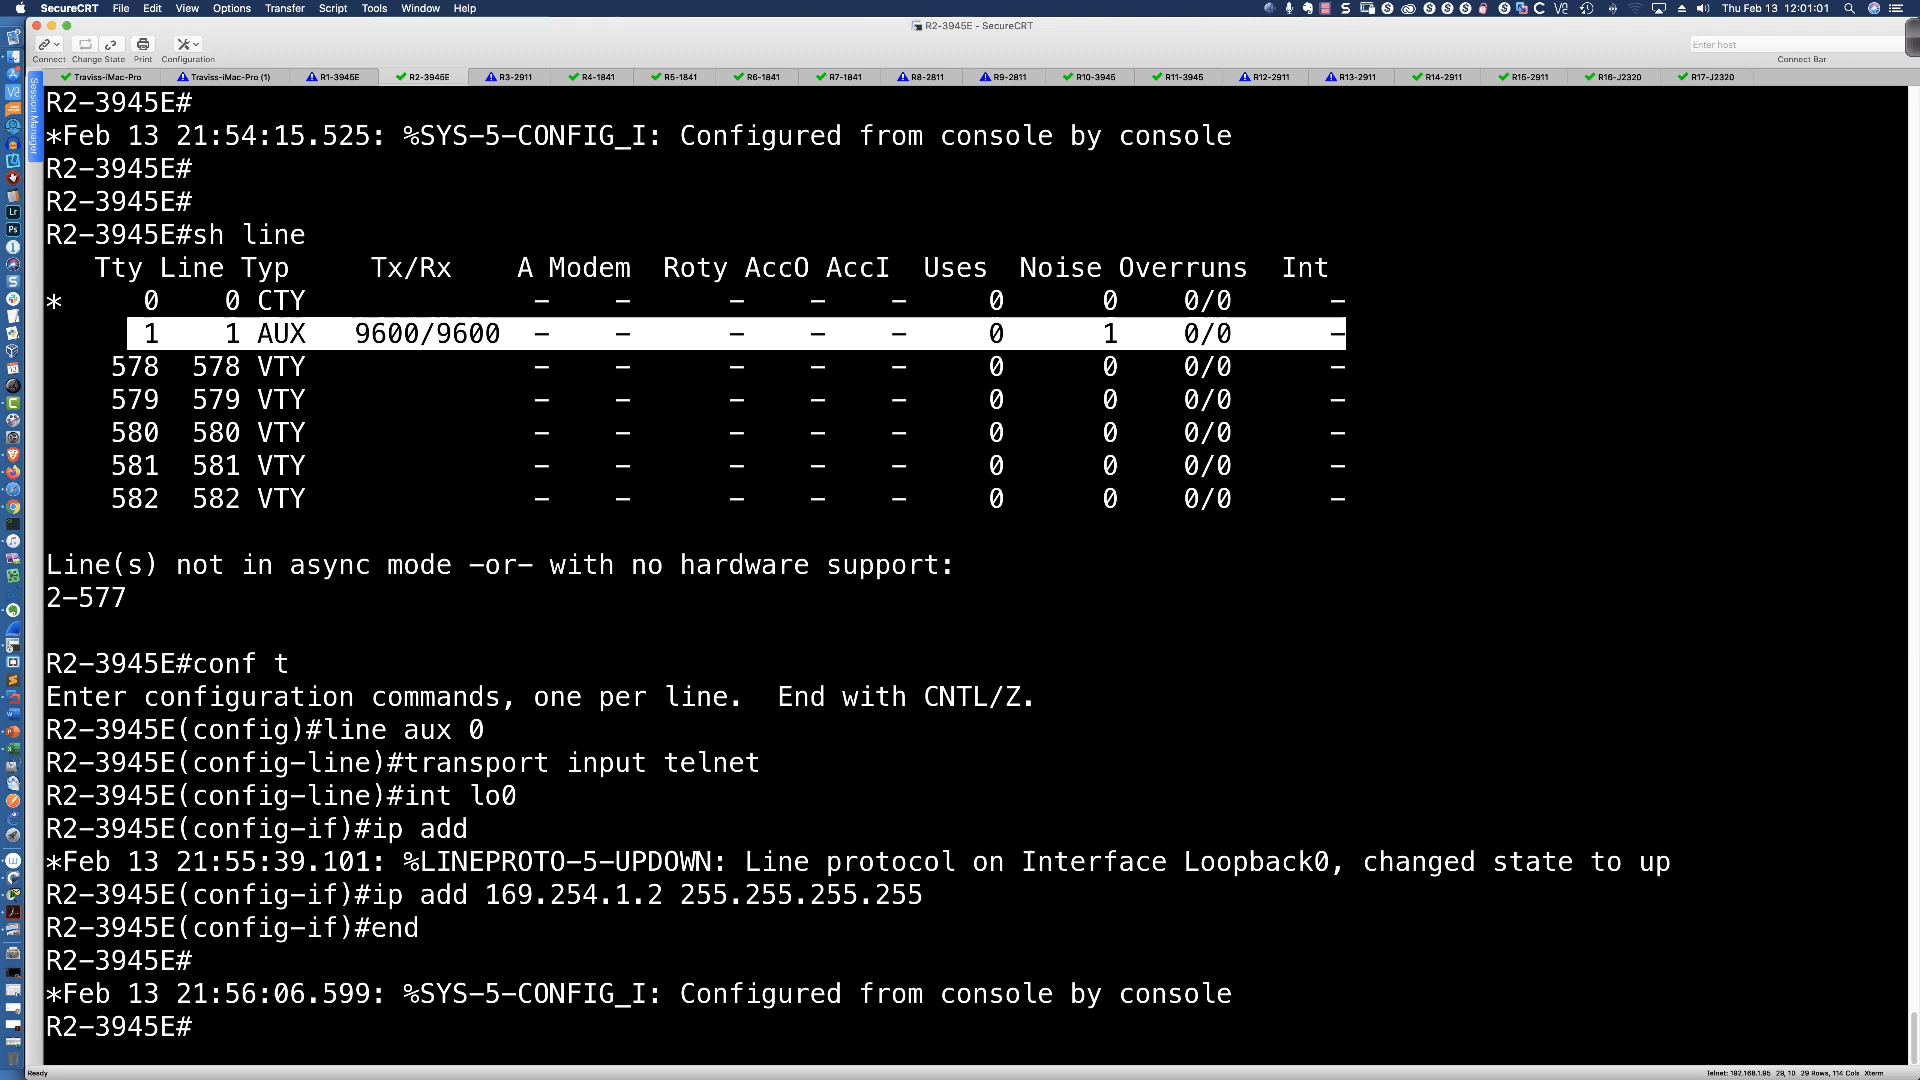 SecureCRT File Edit View Options Transfer Script Tools Window Help Thu Feb 13 12:01:01
R2-3945E - SecureCRT
Enter host
Connect Change State Print Configuration Connect Bar
Traviss-iMac-Pro Traviss-iMac-Pro (1) R1-3945E R2-3945E R3-2911 R4-1841 R5-1841 R6-1841 R7-1841 R8-2811 R9-2811 R10-3945 R11-3945 R12-2911 R13-2911 R14-2911 R15-2911 R16-J2320 R17-J2320
Session Manager
R2-3945E#
*Feb 13 21:54:15.525: %SYS-5-CONFIG_I: Configured from console by console
R2-3945E#
R2-3945E#
R2-3945E#sh line
Tty Line Typ Tx/Rx A Modem Roty AccO AccI Uses Noise Overruns Int
* 0 0 CTY - - - - - 0 0 0/0 -
1 1 AUX 9600/9600 - - - - - 0 1 0/0 -
578 578 VTY - - - - - 0 0 0/0 -
579 579 VTY - - - - - 0 0 0/0 -
580 580 VTY - - - - - 0 0 0/0 -
581 581 VTY - - - - - 0 0 0/0 -
582 582 VTY - - - - - 0 0 0/0 -
Line(s) not in async mode -or- with no hardware support:
2-577
R2-3945E#conf t
Enter configuration commands, one per line.  End with CNTL/Z.
R2-3945E(config)#line aux 0
R2-3945E(config-line)#transport input telnet
R2-3945E(config-line)#int lo0
R2-3945E(config-if)#ip add
*Feb 13 21:55:39.101: %LINEPROTO-5-UPDOWN: Line protocol on Interface Loopback0, changed state to up
R2-3945E(config-if)#ip add 169.254.1.2 255.255.255.255
R2-3945E(config-if)#end
R2-3945E#
*Feb 13 21:56:06.599: %SYS-5-CONFIG_I: Configured from console by console
R2-3945E#
Ready Telnet: 192.168.1.95 29, 10 29 Rows, 114 Cols Xterm